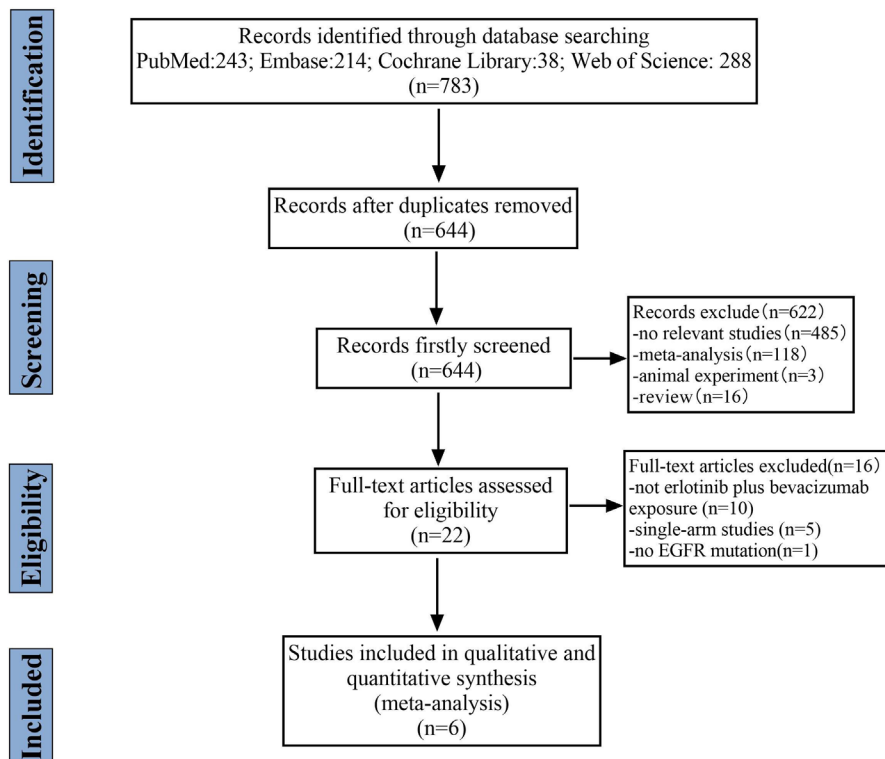 Identification
Records identified through database searching
PubMed:243; Embase:214; Cochrane Library:38; Web of Science: 288
(n=783)
Records after duplicates removed
(n=644)
Screening
Records firstly screened
(n=644)
Records exclude(n=622)
-no relevant studies(n=485)
-meta-analysis(n=118)
-animal experiment(n=3)
-review(n=16)
Eligibility
Full-text articles assessed
for eligibility
(n=22)
Full-text articles excluded(n=16)
-not erlotinib plus bevacizumab
exposure (n=10)
-single-arm studies (n=5)
-no EGFR mutation(n=1)
Included
Studies included in qualitative and
quantitative synthesis
(meta-analysis)
(n=6)